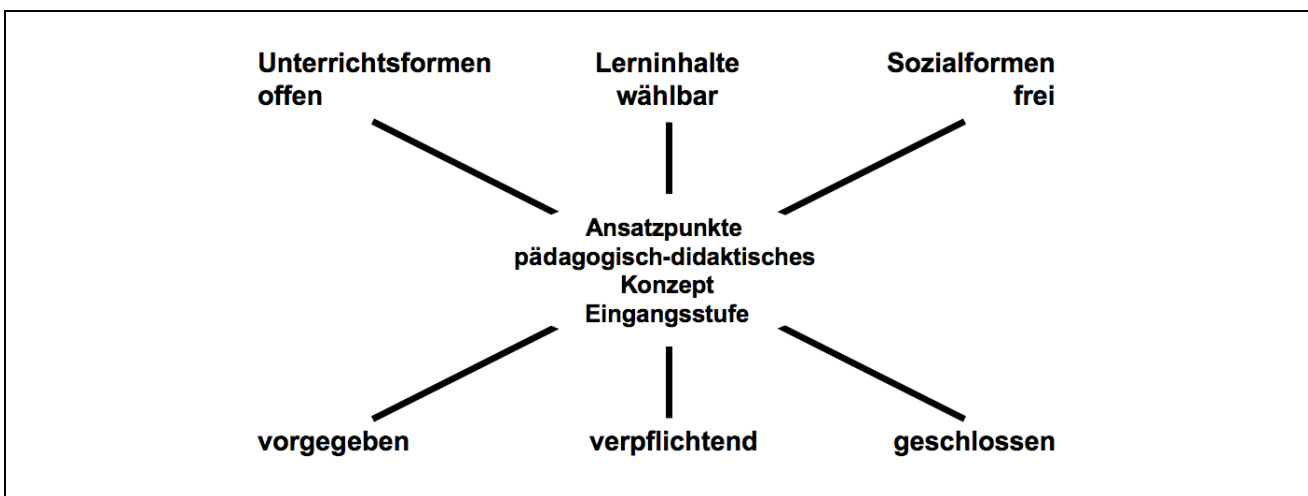 Unterrichtsformen
offen
Lerninhalte
wählbar
Sozialformen
frei
Ansatzpunkte
pädagogisch-didaktisches
Konzept
Eingangsstufe
vorgegeben
verpflichtend
geschlossen